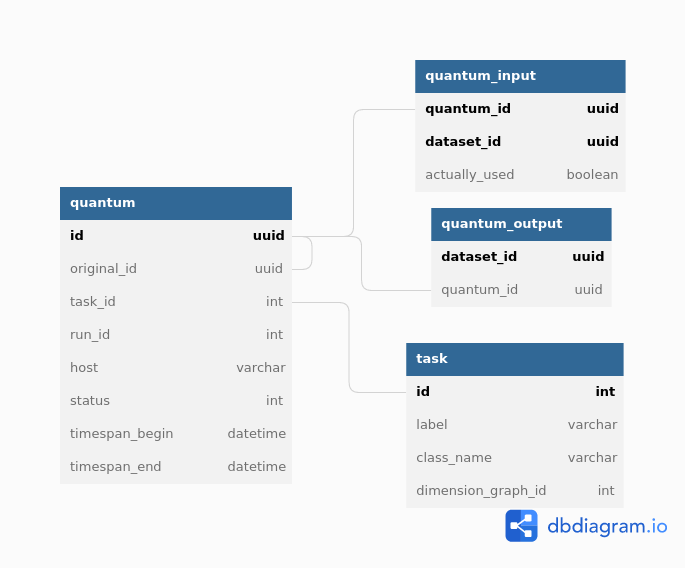 quantum_input
quantum_id uuid
dataset_id uuid
actually_used boolean
quantum
id uuid
original_id uuid
task_id int
run_id int
host varchar
status int
timespan_begin datetime
timespan_end datetime
quantum_output
dataset_id uuid
quantum_id uuid
task
id int
label varchar
class_name varchar
dimension_graph_id int
dbdiagram.io